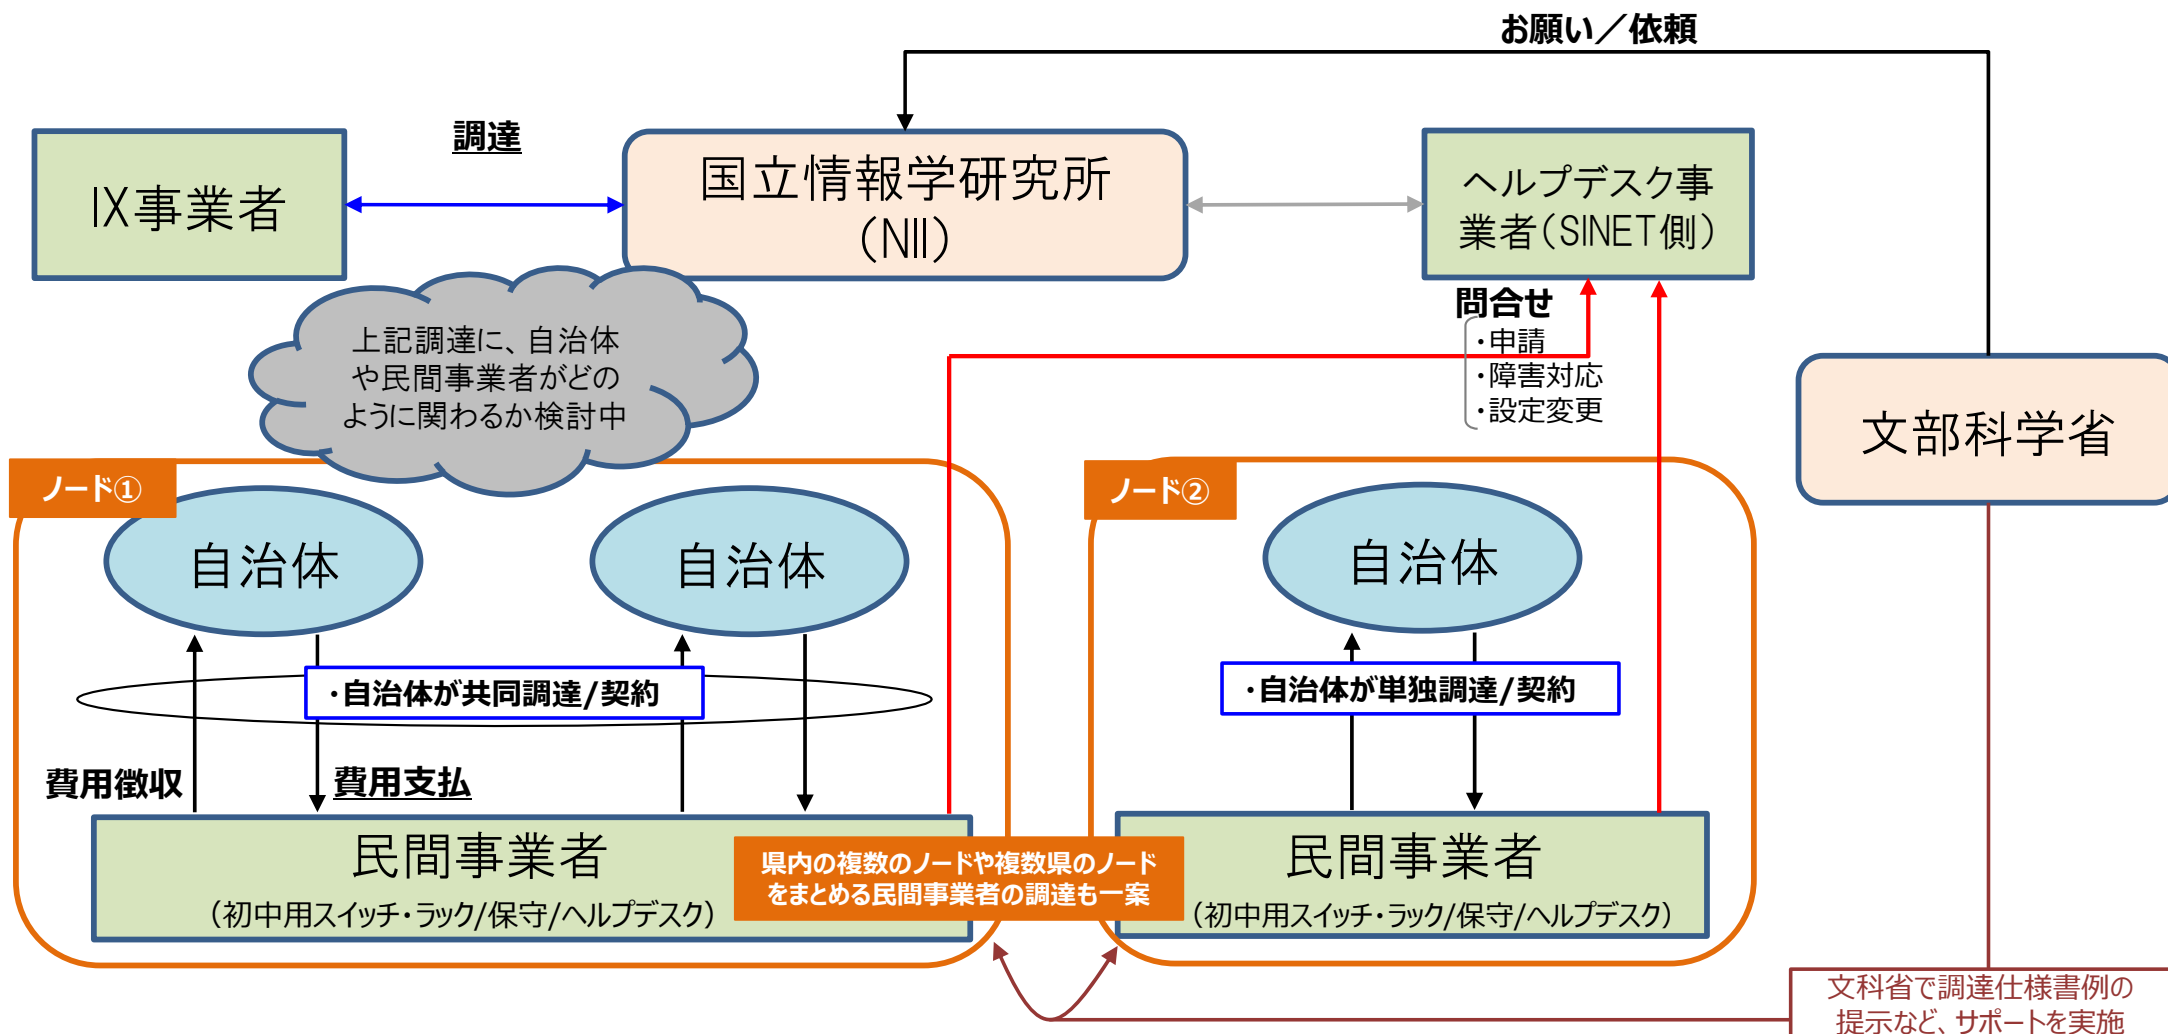 お願い／依頼
調達
IX事業者
国立情報学研究所
（NII）
ヘルプデスク事
業者（SINET側）
問合せ
・申請
・障害対応
・設定変更
上記調達に、自治体
や民間事業者がどの
ように関わるか検討中
文部科学省
ノード①
自治体
自治体
・自治体が共同調達/契約
費用徴収
費用支払
民間事業者
（初中用スイッチ・ラック/保守/ヘルプデスク）
県内の複数のノードや複数県のノード
をまとめる民間事業者の調達も一案
ノード②
自治体
・自治体が単独調達/契約
民間事業者
（初中用スイッチ・ラック/保守/ヘルプデスク）
文科省で調達仕様書例の
提示など、サポートを実施